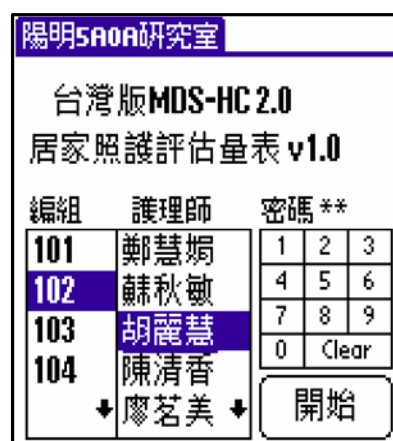 陽明5A0A研究室
台灣版MDS-HC 2.0
居家照護評估量表 v1.0
編組 護理師 密碼 **
101 鄭慧娟 1 2 3
102 蘇秋敏 4 5 6
103 胡麗慧 7 8 9
104 陳清香 0 Clear
廖茗美 開始